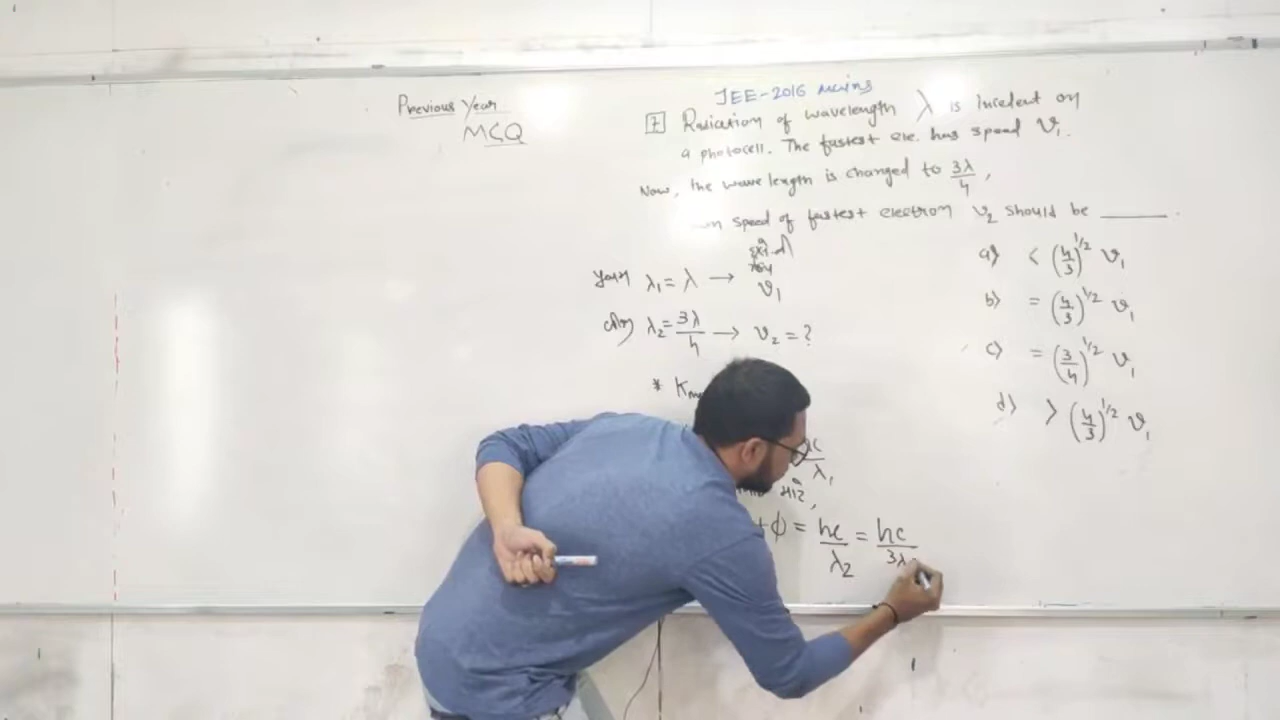 Previous Year
MCQ
JEE-2016 mains
7 Radiation of wavelength λ is Incident on
a photocell. The fastest ele. has speed v₁.
Now, the wavelength is changed to 3λ/4,
speed of fastest electron v₂ should be ______.
λ₁ = λ → v₁
λ₂ = 3λ/4 → v₂ = ?
* K
λ₁
+ ϕ = hc/λ₂ = hc/3λ
a) < (4/3)^1/2 v₁
b) = (4/3)^1/2 v₁
c) = (3/4)^1/2 v₁
d) > (4/3)^1/2 v₁